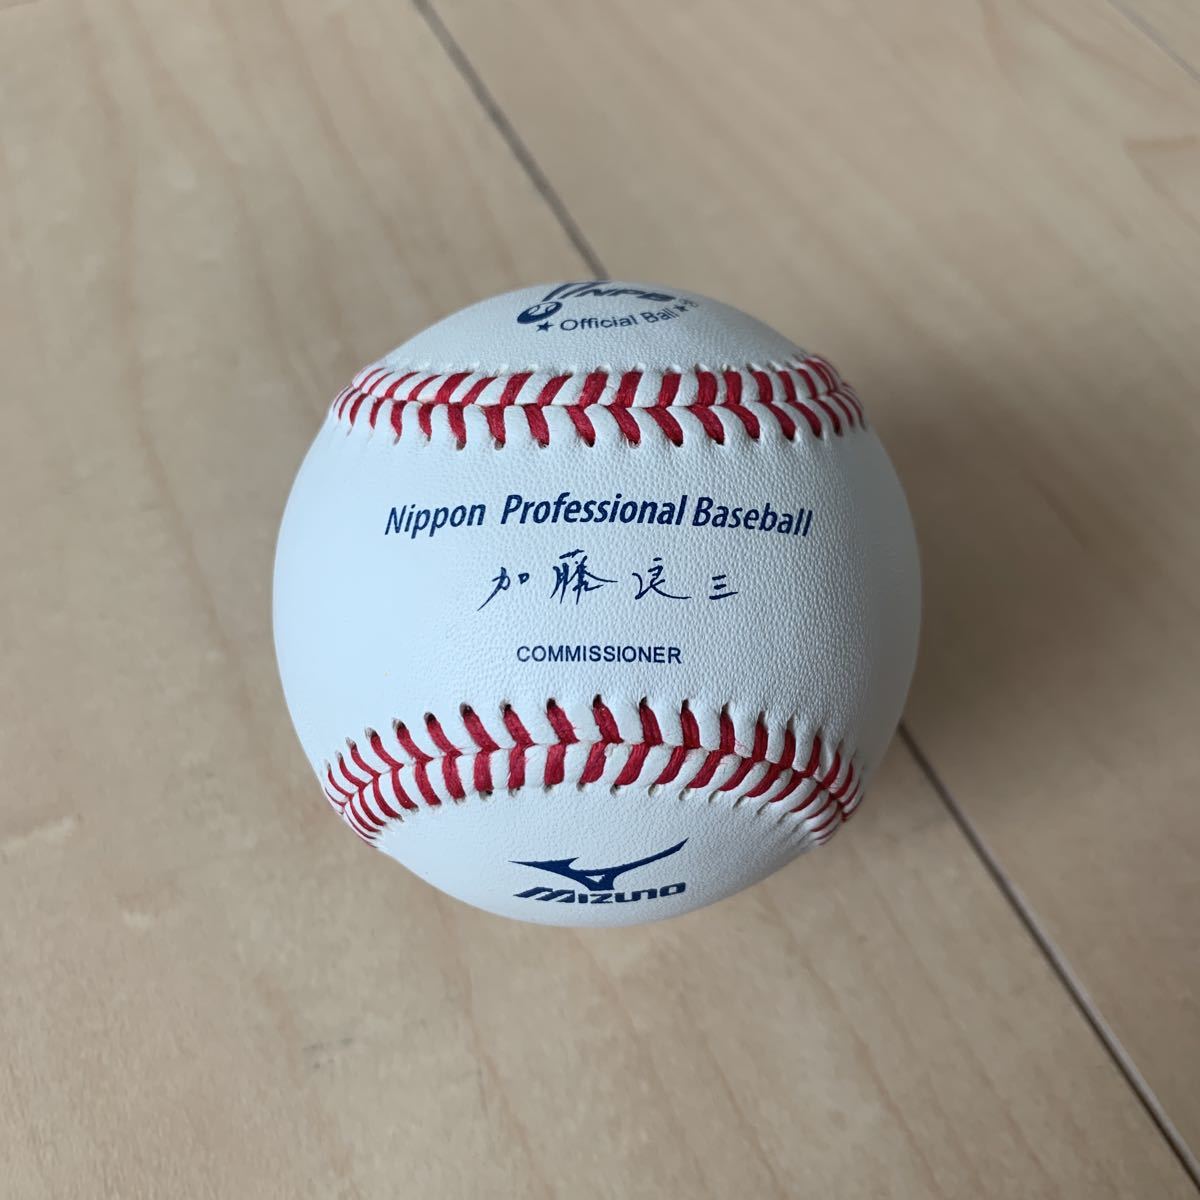 NPB
★ Official Ball ★
Nippon Professional Baseball
加藤良三
COMMISSIONER
MIZUNO